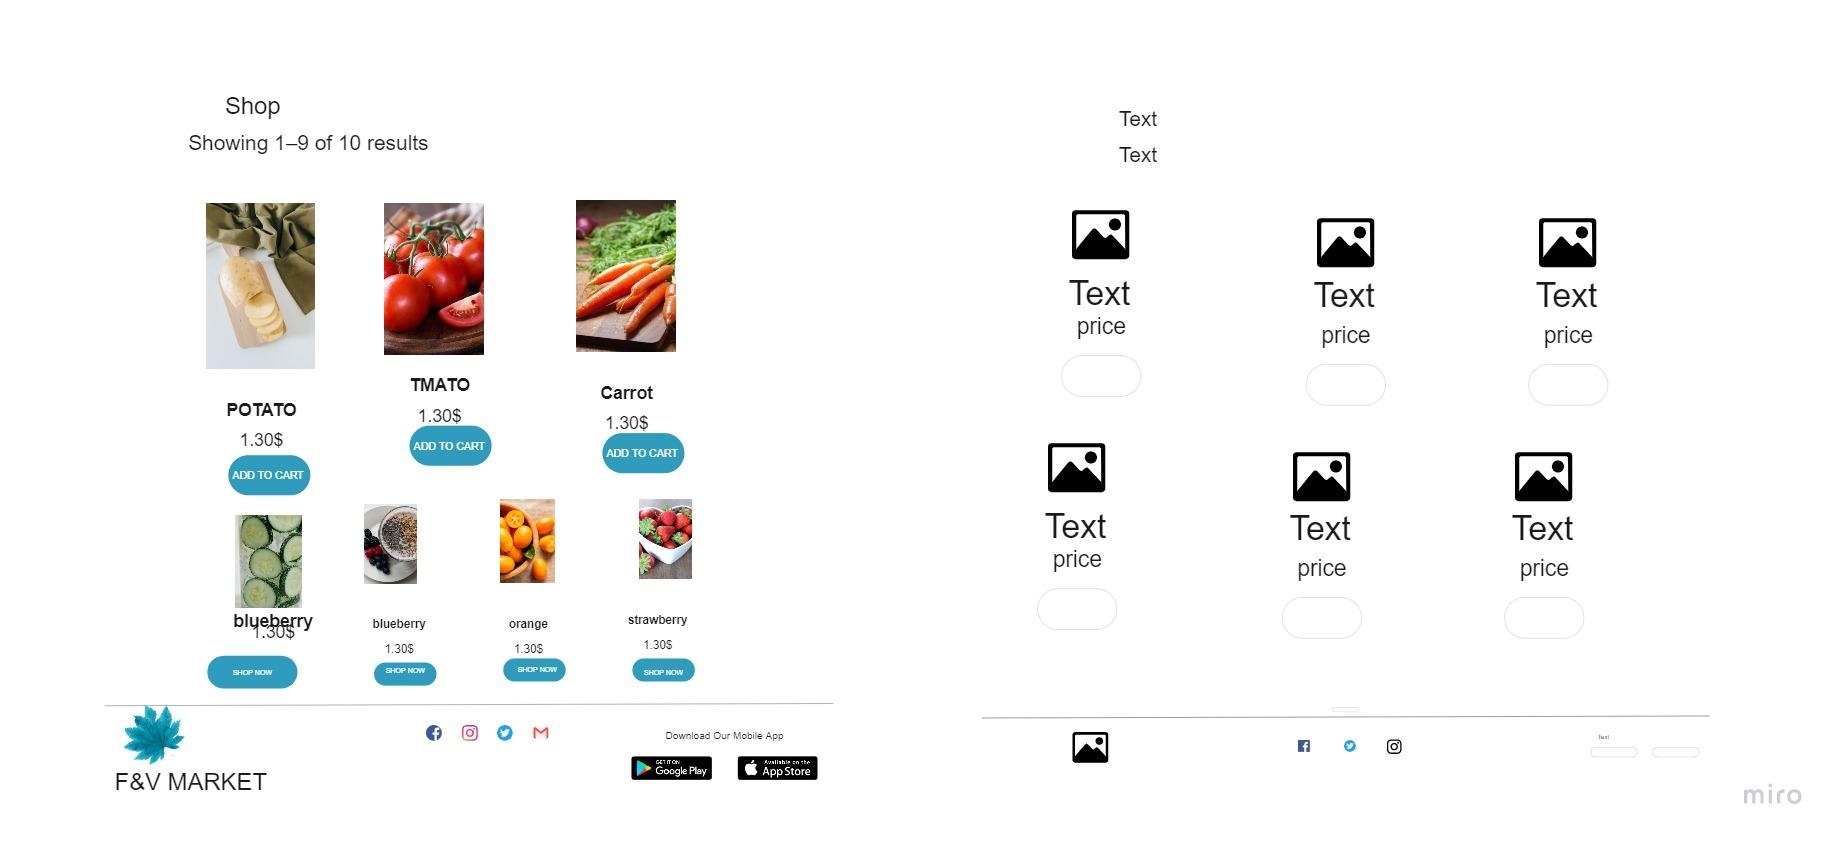 Shop
Showing 1–9 of 10 results
POTATO
1.30$
ADD TO CART
TMATO
1.30$
ADD TO CART
Carrot
1.30$
ADD TO CART
blueberry
1.30$
SHOP NOW
blueberry
1.30$
SHOP NOW
orange
1.30$
SHOP NOW
strawberry
1.30$
SHOP NOW
F&V MARKET
Download Our Mobile App
GET IT ON
Google Play
Available on the
App Store
Text
Text
Text
price
Text
price
Text
price
Text
price
Text
price
Text
price
Text
miro